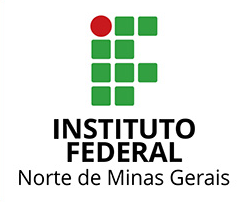 INSTITUTO
FEDERAL
Norte de Minas Gerais